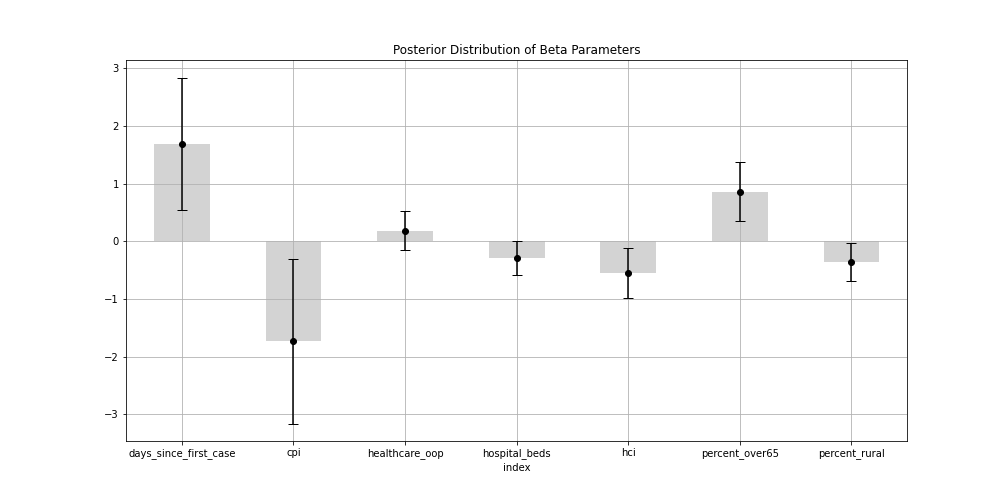 Posterior Distribution of Beta Parameters
3
2
1
0
−1
−2
−3
days_since_first_case cpi healthcare_oop hospital_beds hci percent_over65 percent_rural
index